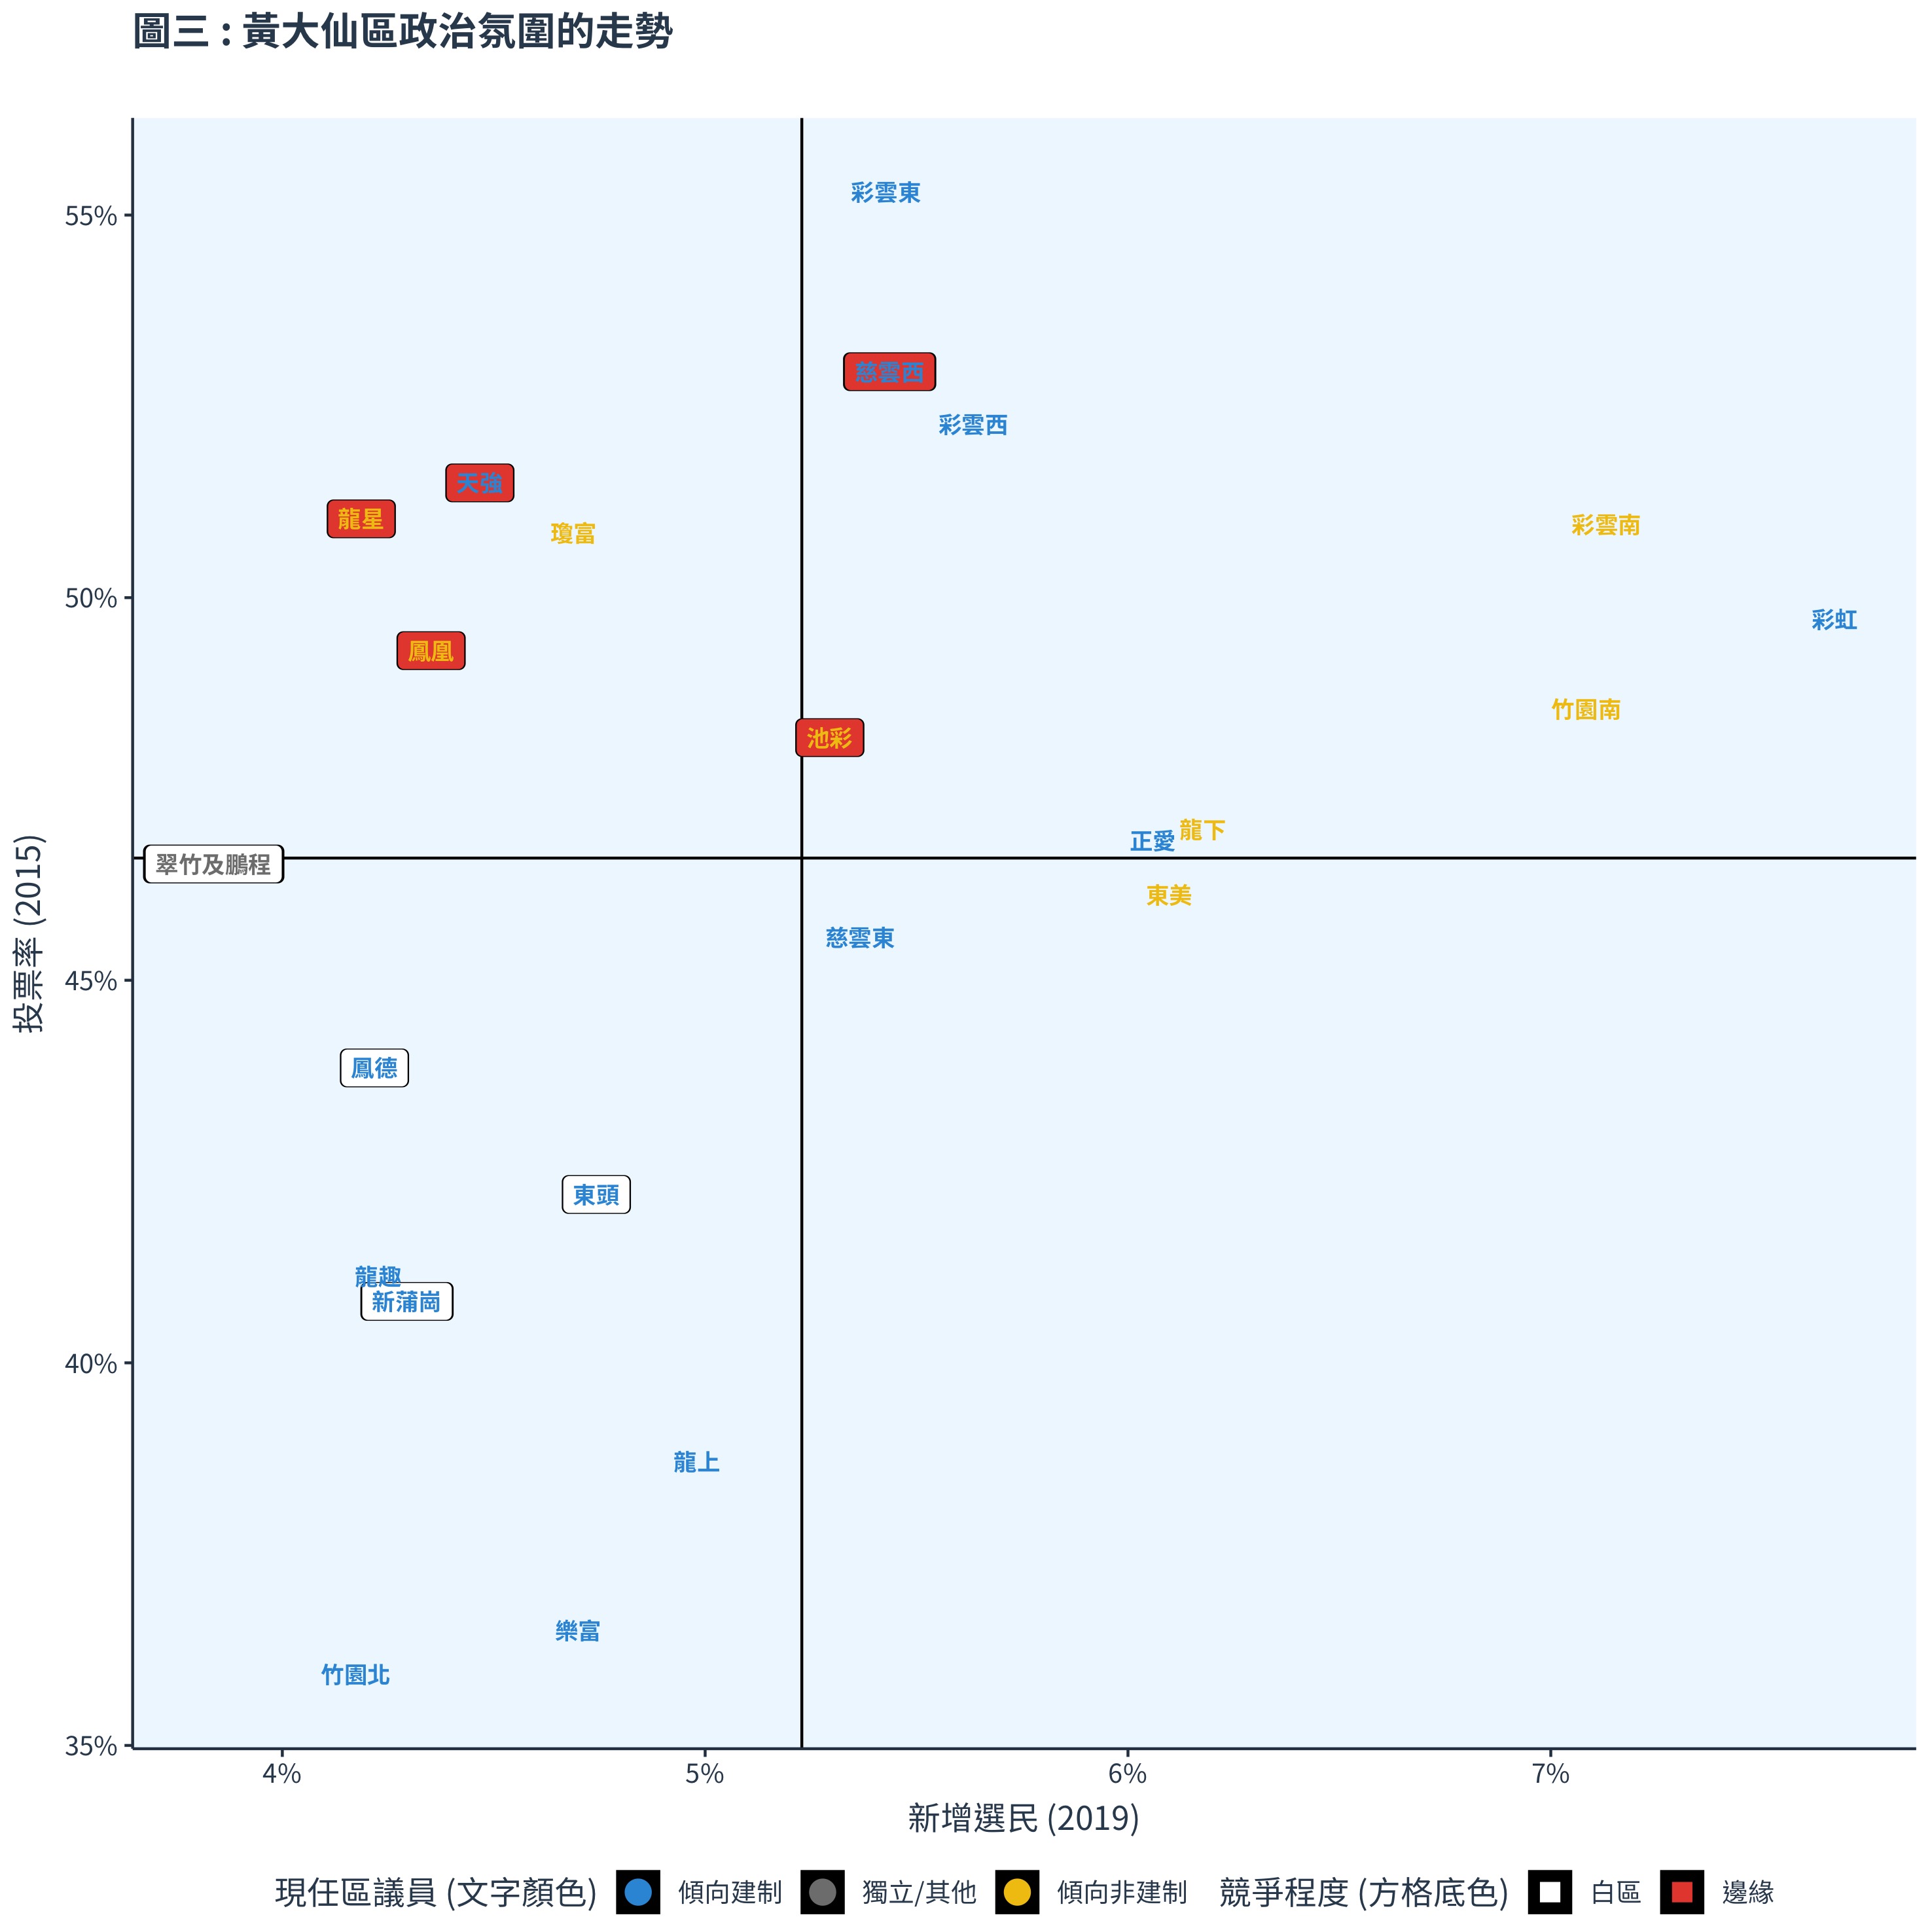 圖三 : 黃大仙區政治氛圍的走勢
彩雲東
55%
慈雲西
彩雲西
天強
龍星
瓊富
彩雲南
50%
彩虹
鳳凰
竹園南
池彩
龍下
正愛
翠竹及鵬程
東美
慈雲東
投票率 (2015)
45%
鳳德
東頭
龍趣
新蒲崗
40%
龍上
樂富
竹園北
35%
4% 5% 6% 7%
新增選民 (2019)
現任區議員 (文字顏色) 傾向建制 獨立/其他 傾向非建制 競爭程度 (方格底色) 白區 邊緣